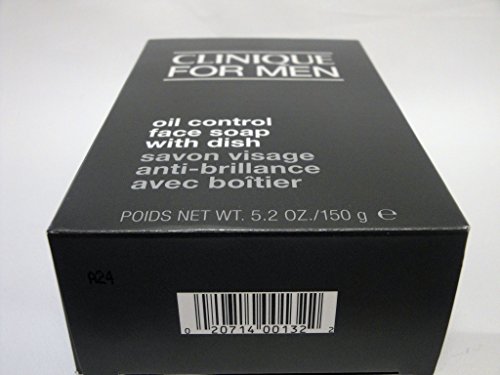 CLINIQUE
FOR MEN
oil control
face soap
with dish
savon visage
anti-brillance
avec boîtier
POIDS NET WT. 5.2 OZ./150 g ℮
A24
0 20714 00132 2